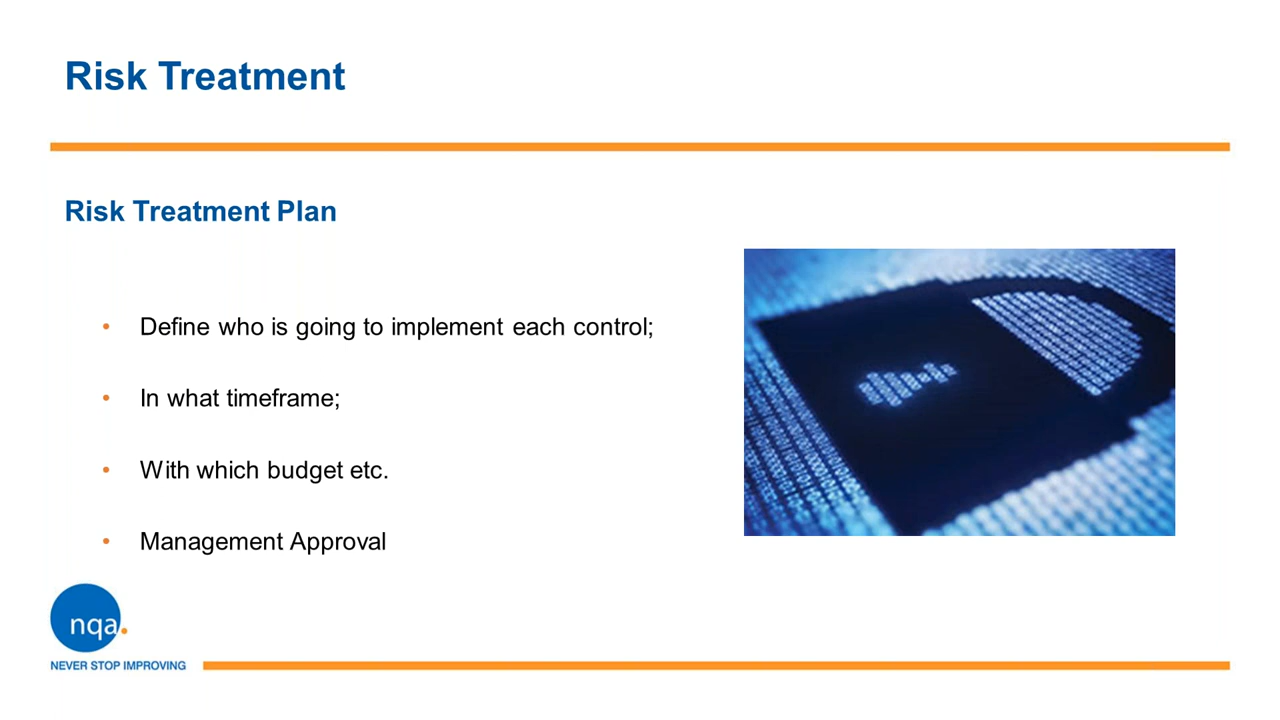 Risk Treatment
Risk Treatment Plan
• Define who is going to implement each control;
• In what timeframe;
• With which budget etc.
• Management Approval
nqa.
NEVER STOP IMPROVING